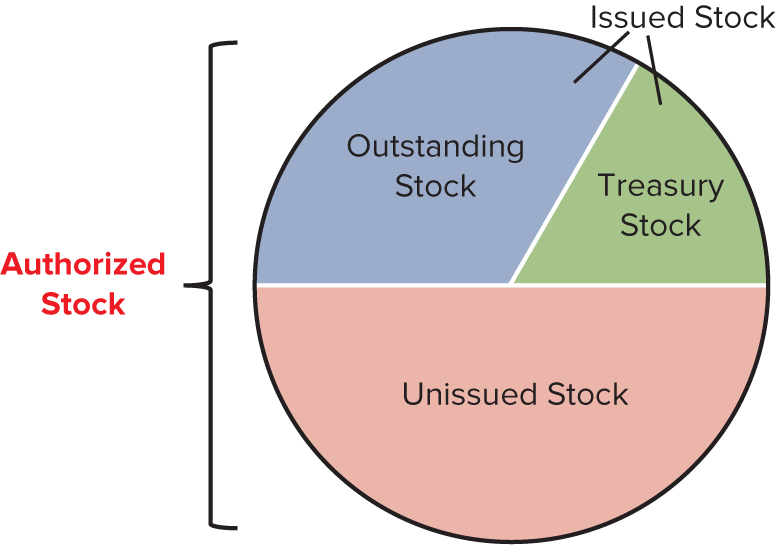 Issued Stock
Outstanding
Stock
Treasury
Stock
Authorized
Stock
Unissued Stock